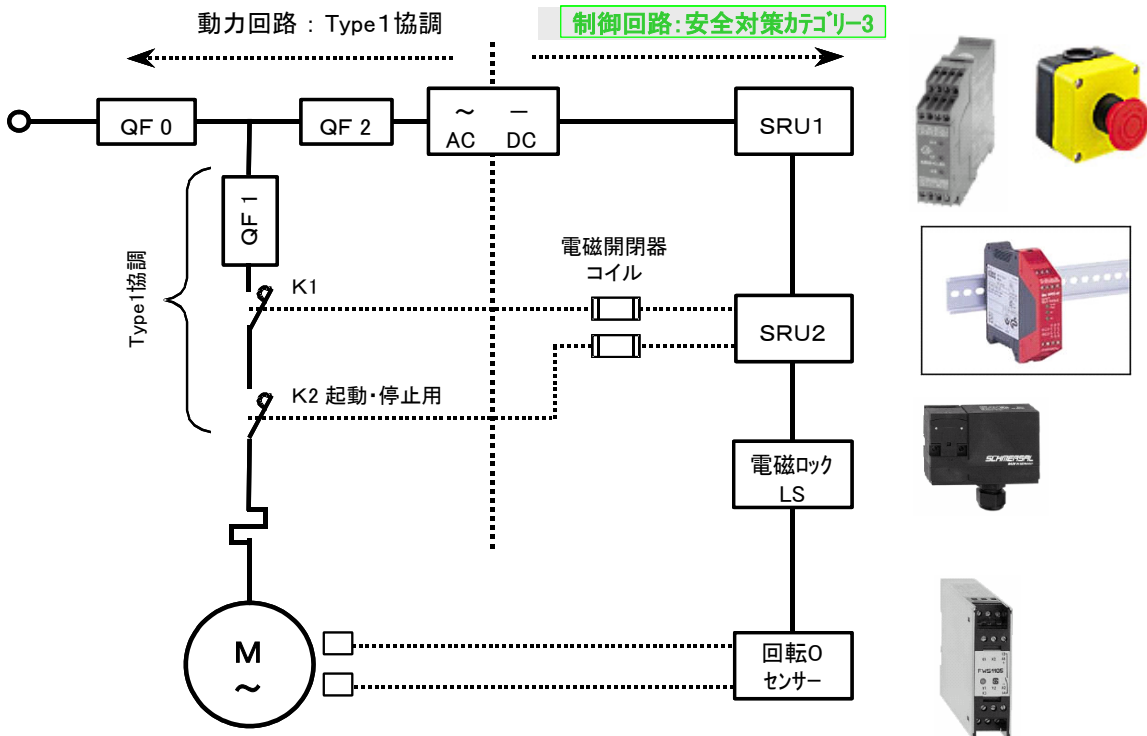 動力回路 : Type1協調
制御回路:安全対策ｶﾃｺﾞﾘｰ3
QF 0
QF 2
～ －
AC DC
SRU1
QF 1
Type1協調
K1
電磁開閉器
コイル
SRU2
K2 起動・停止用
電磁ﾛｯｸ
LS
SCHMERSAL
M
～
回転0
センサー
FWS1105